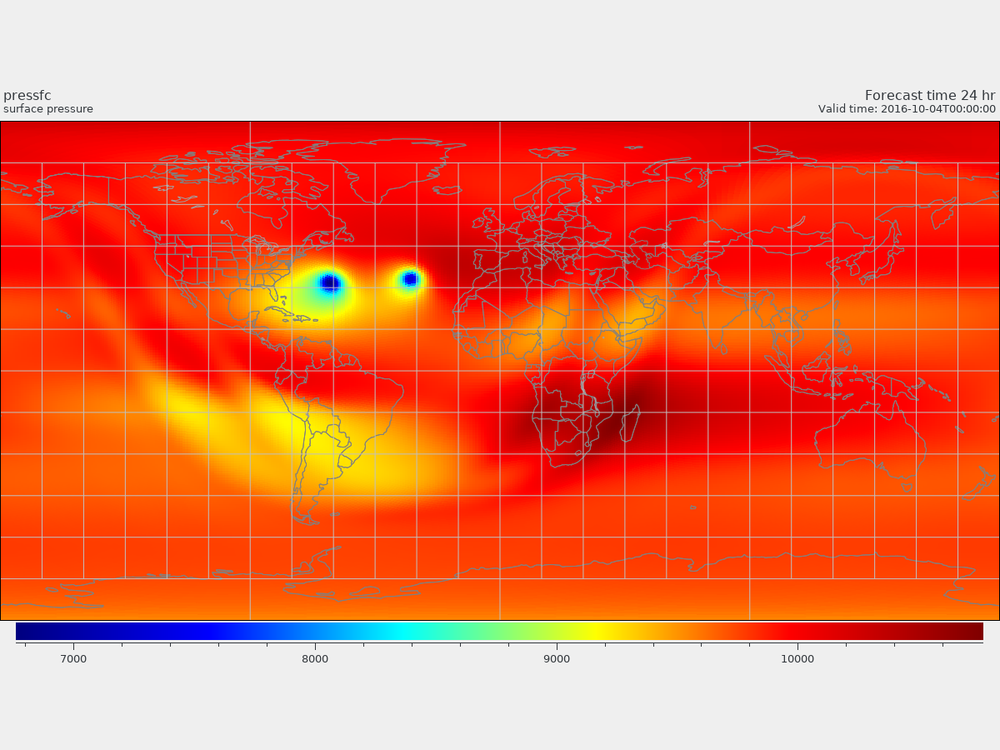 pressfc
surface pressure
Forecast time 24 hr
Valid time: 2016-10-04T00:00:00
7000 8000 9000 10000